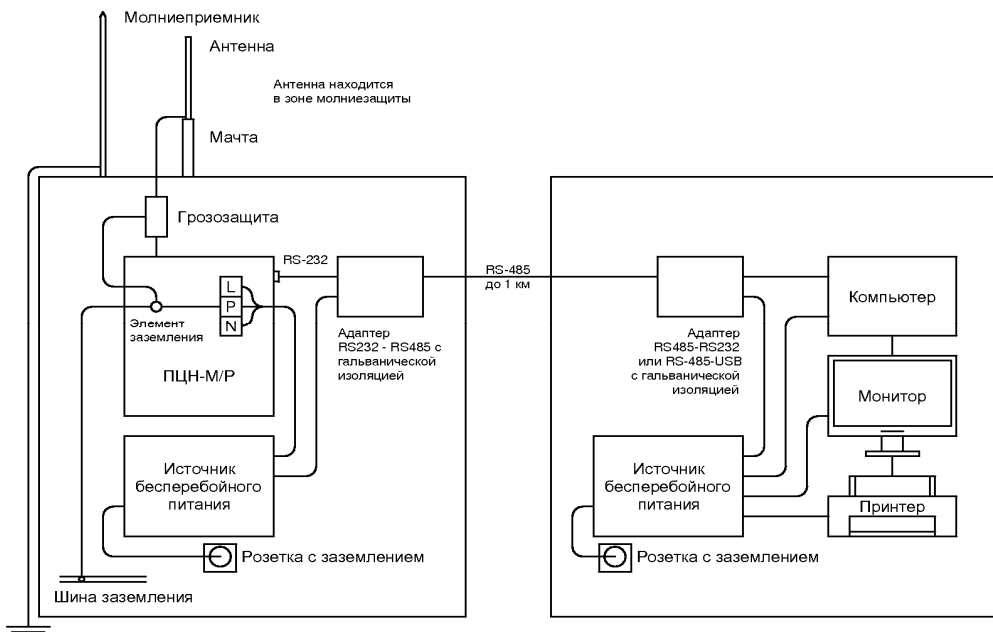 Молниеприемник
Антенна
Антенна находится
в зоне молниезащиты
Мачта
Грозозащита
RS-232
RS-485
до 1 км
L
P
N
Элемент
заземления
ПЦН-М/Р
Адаптер
RS232 - RS485 с
гальванической
изоляцией
Адаптер
RS485-RS232
или RS-485-USB
с гальванической
изоляцией
Компьютер
Монитор
Принтер
Источник
бесперебойного
питания
Источник
бесперебойного
питания
Розетка с заземлением
Розетка с заземлением
Шина заземления